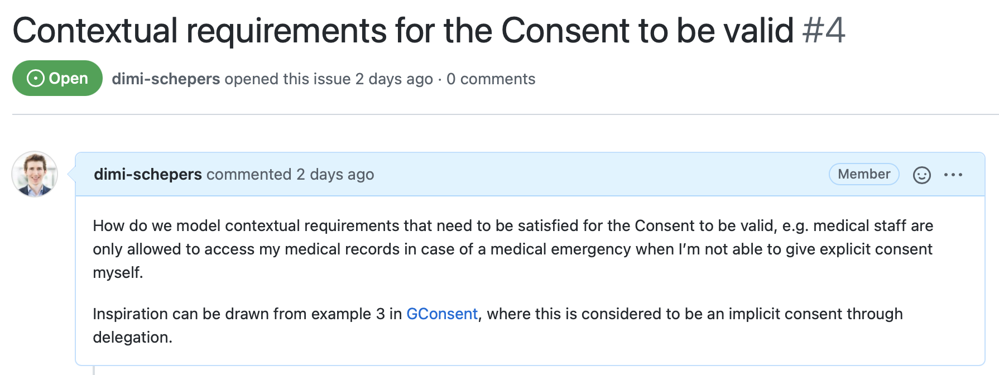 Contextual requirements for the Consent to be valid #4
Open dimi-schepers opened this issue 2 days ago · 0 comments
dimi-schepers commented 2 days ago Member
How do we model contextual requirements that need to be satisfied for the Consent to be valid, e.g. medical staff are
only allowed to access my medical records in case of a medical emergency when I’m not able to give explicit consent
myself.
Inspiration can be drawn from example 3 in GConsent, where this is considered to be an implicit consent through
delegation.